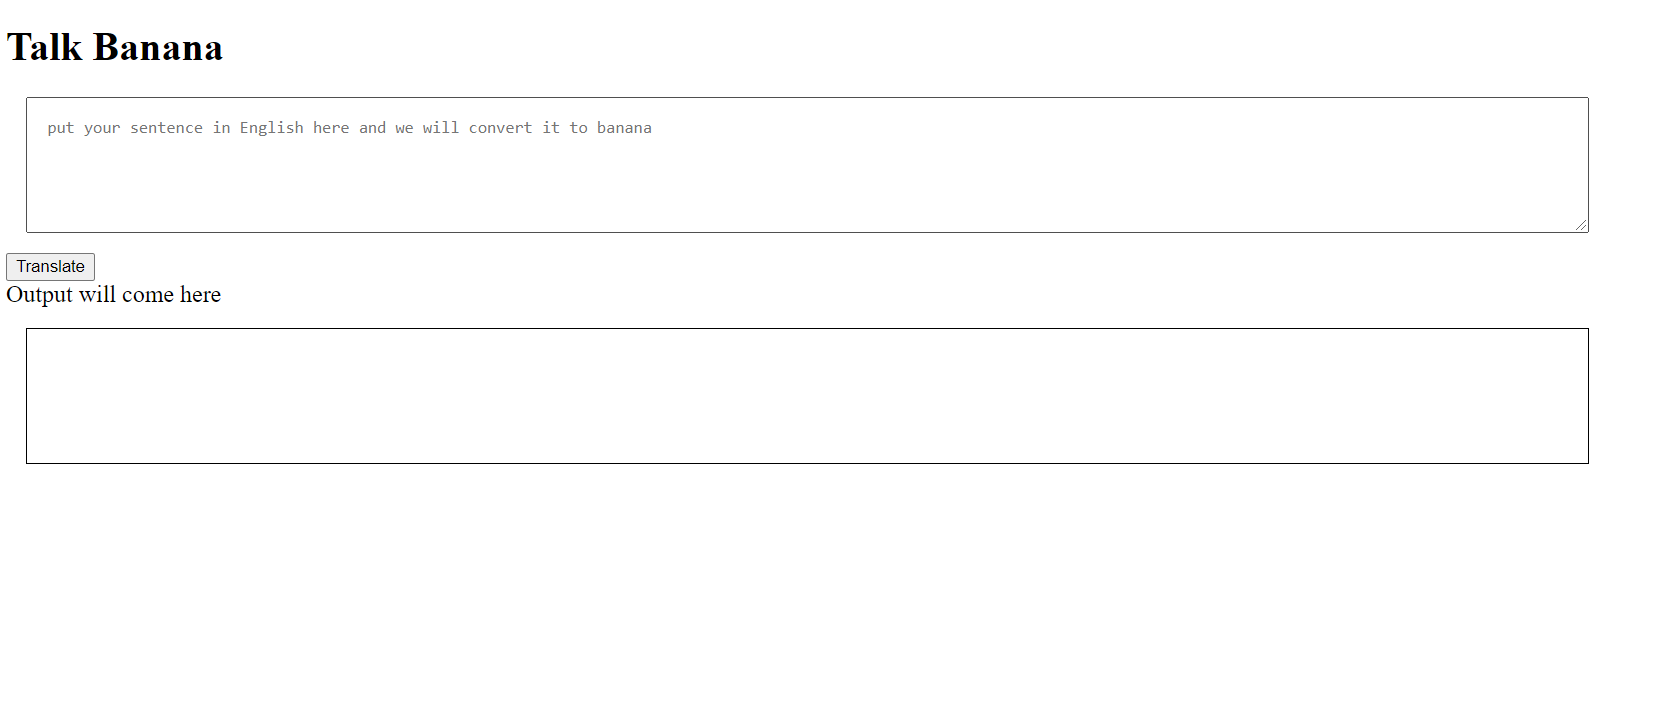 Talk Banana
put your sentence in English here and we will convert it to banana
Translate
Output will come here